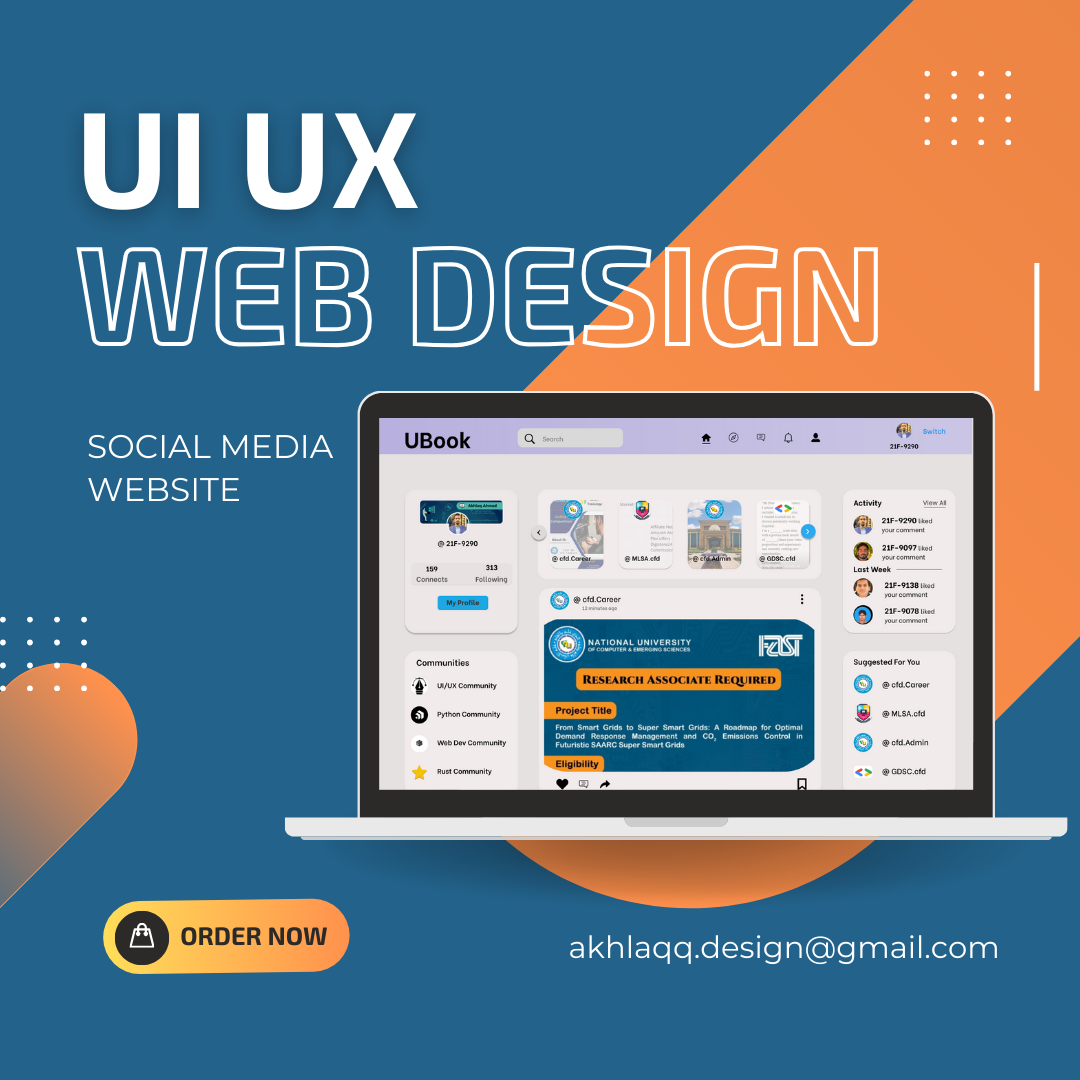 UI UX
WEB DESIGN
SOCIAL MEDIA
WEBSITE
UBook
Search
Switch
21F-9290
Akhlaq Ahmad
@ 21F-9290
159
Connects
313
Following
My Profile
Communities
UI/UX Community
Python Community
Web Dev Community
Rust Community
@ cfd.Career
@ MLSA.cfd
@ cfd.Admin
@ GDSC.cfd
@ cfd.Career
12 minutes ago
NATIONAL UNIVERSITY
OF COMPUTER & EMERGING SCIENCES
FAST
RESEARCH ASSOCIATE REQUIRED
Project Title
From Smart Grids to Super Smart Grids: A Roadmap for Optimal
Demand Response Management and CO2 Emissions Control in
Futuristic SAARC Super Smart Grids
Eligibility
Activity
View All
21F-9290 liked
your comment
21F-9097 liked
your comment
Last Week
21F-9138 liked
your comment
21F-9078 liked
your comment
Suggested For You
@ cfd.Career
@ MLSA.cfd
@ cfd.Admin
@ GDSC.cfd
ORDER NOW
akhlaqq.design@gmail.com